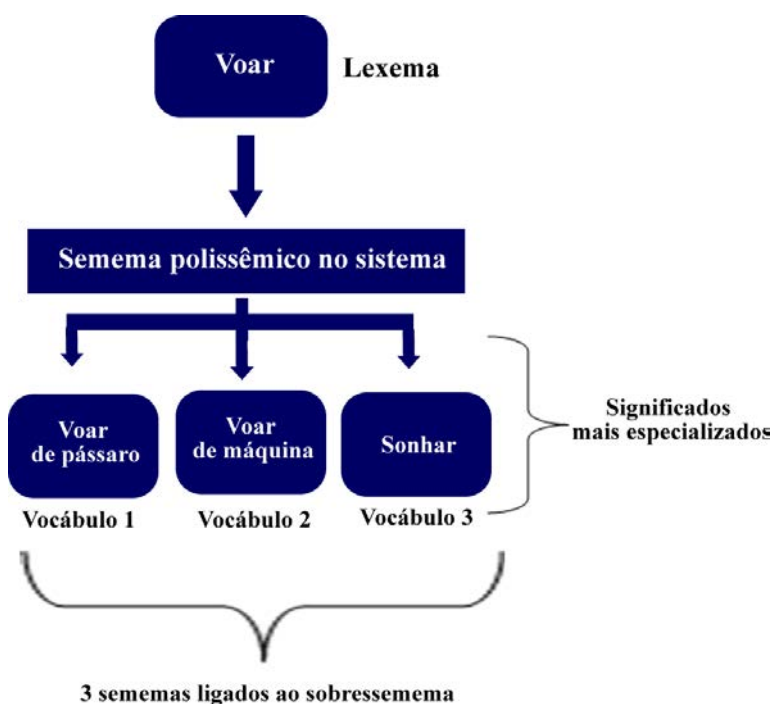 Voar
Lexema
Semema polissêmico no sistema
Voar
de pássaro
Voar
de máquina
Sonhar
Significados
mais especializados
Vocábulo 1
Vocábulo 2
Vocábulo 3
3 sememas ligados ao sobressemema